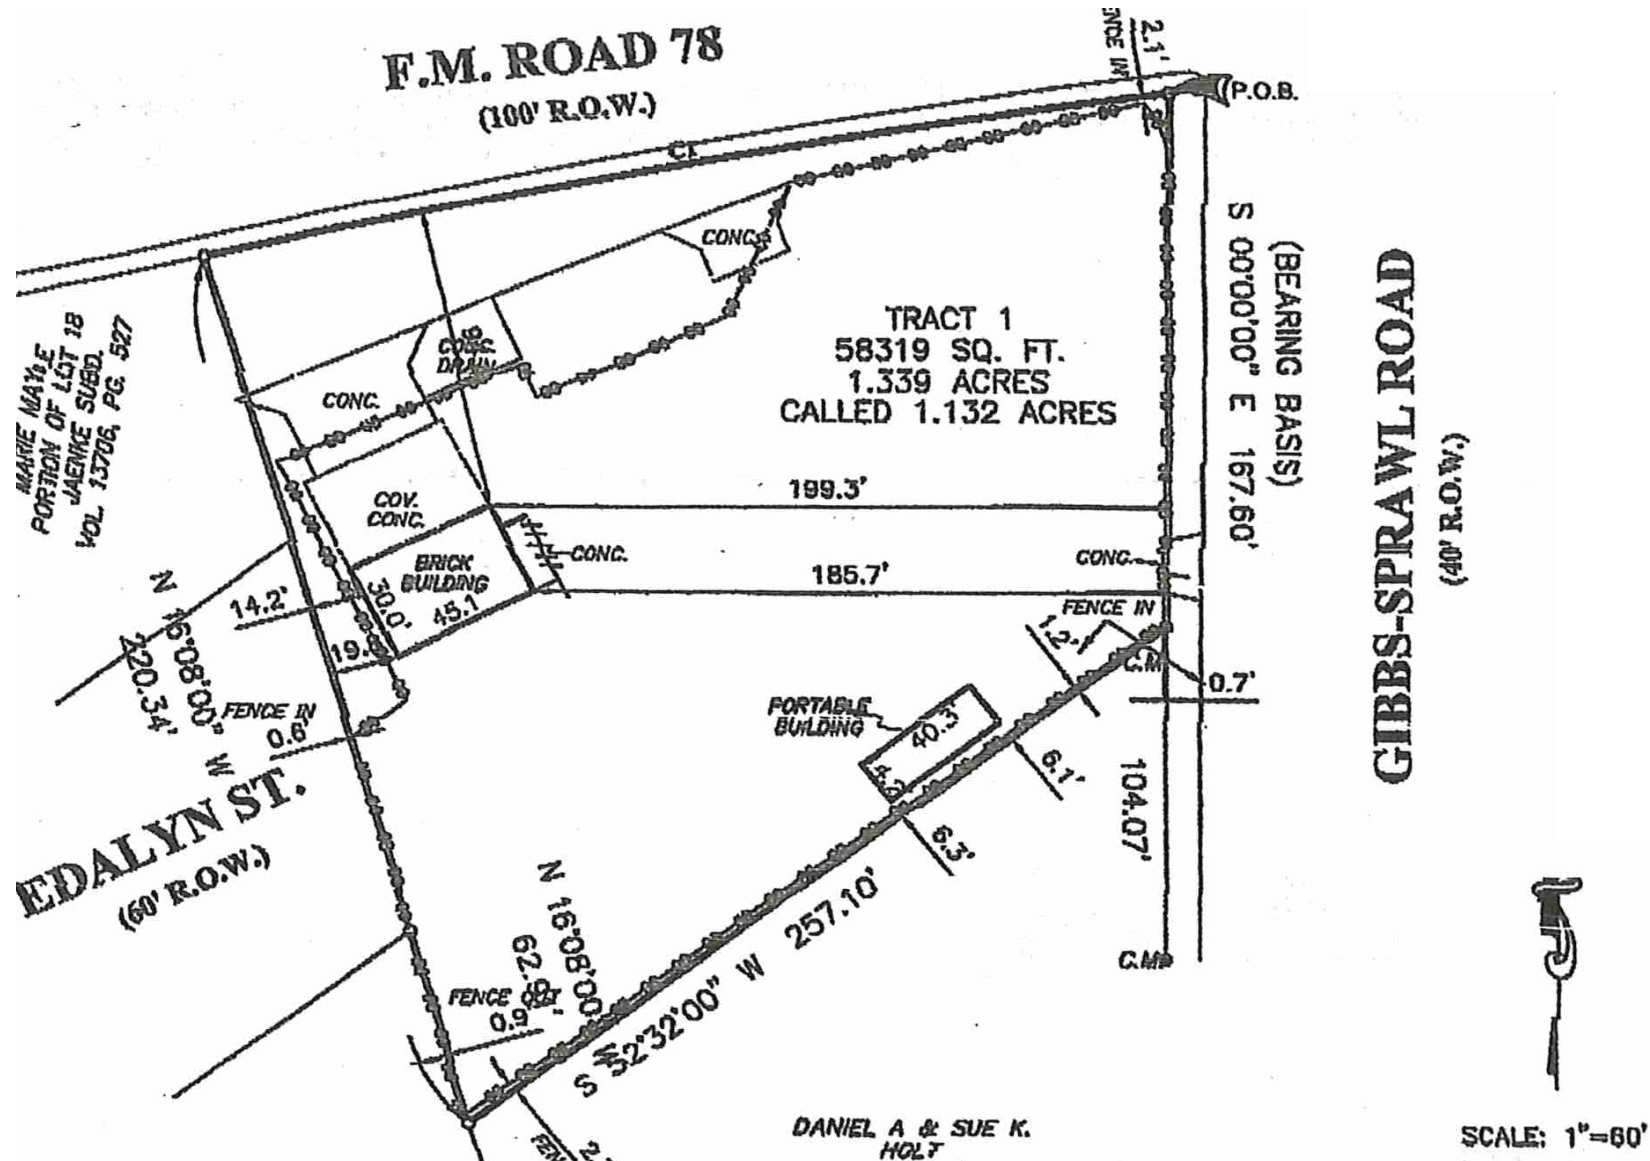 F.M. ROAD 78
(100' R.O.W.)
2.1'
P.O.B.
C1
CONC.
S 00°00'00" E 167.60'
(BEARING BASIS)
GIBBS-SPRAWL ROAD
(40' R.O.W.)
TRACT 1
58319 SQ. FT.
1.339 ACRES
CALLED 1.132 ACRES
MARIE MAYLE
PORTION OF LOT 18
JAENKE SUBD.
VOL. 13706, PG. 527
CONC.
DRAIN
CONC.
COV.
CONC.
199.3'
BRICK
BUILDING
CONC.
CONC.
185.7'
30.0'
45.1
14.2'
FENCE IN
1.2'
C.M.
0.7'
N 16°08'00" W
220.34'
FENCE IN
0.6'
PORTABLE
BUILDING
40.3'
6.1'
6.3'
104.07'
C.M.
EDALYN ST.
(60' R.O.W.)
N 16°08'00" W
FENCE OUT
0.9'
S 52°32'00" W 257.10'
DANIEL A & SUE K.
HOLT
SCALE: 1"=60'